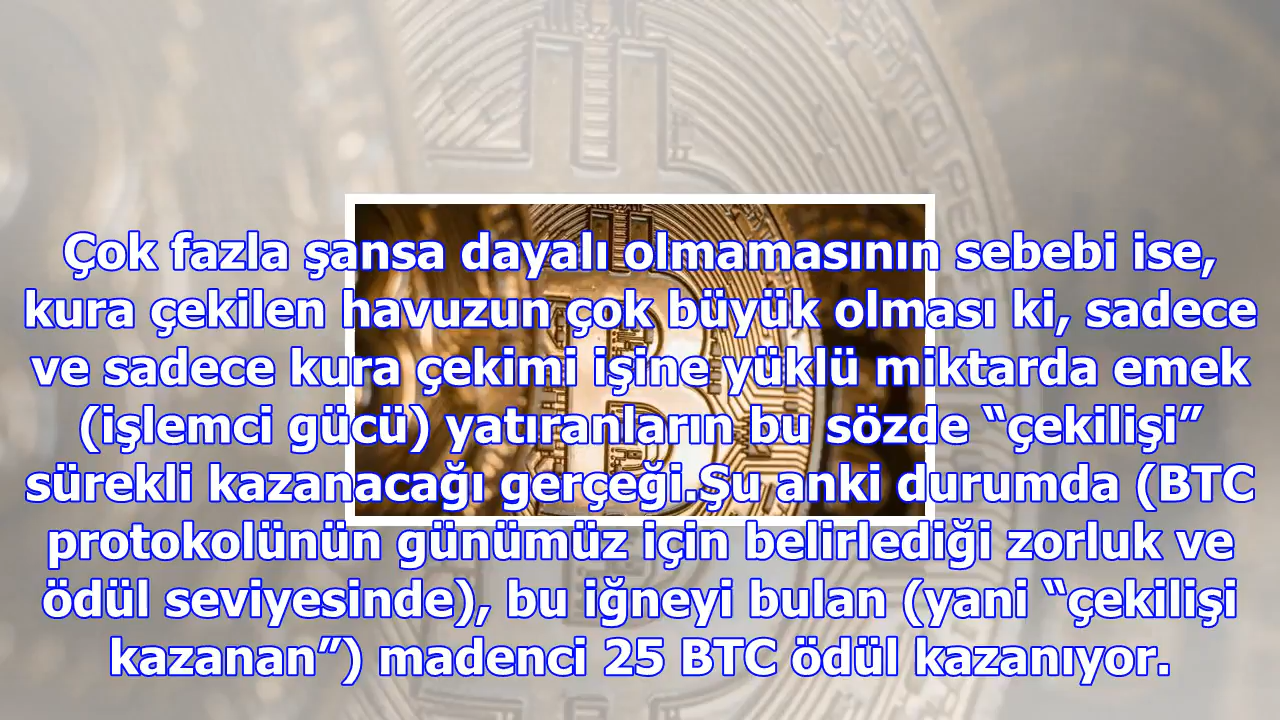 Çok fazla şansa dayalı olmamasının sebebi ise,
kura çekilen havuzun çok büyük olması ki, sadece
ve sadece kura çekimi işine yüklü miktarda emek
(işlemci gücü) yatıranların bu sözde “çekilişi”
sürekli kazanacağı gerçeği.Şu anki durumda (BTC
protokolünün günümüz için belirlediği zorluk ve
ödül seviyesinde), bu iğneyi bulan (yani “çekilişi
kazanan”) madenci 25 BTC ödül kazanıyor.